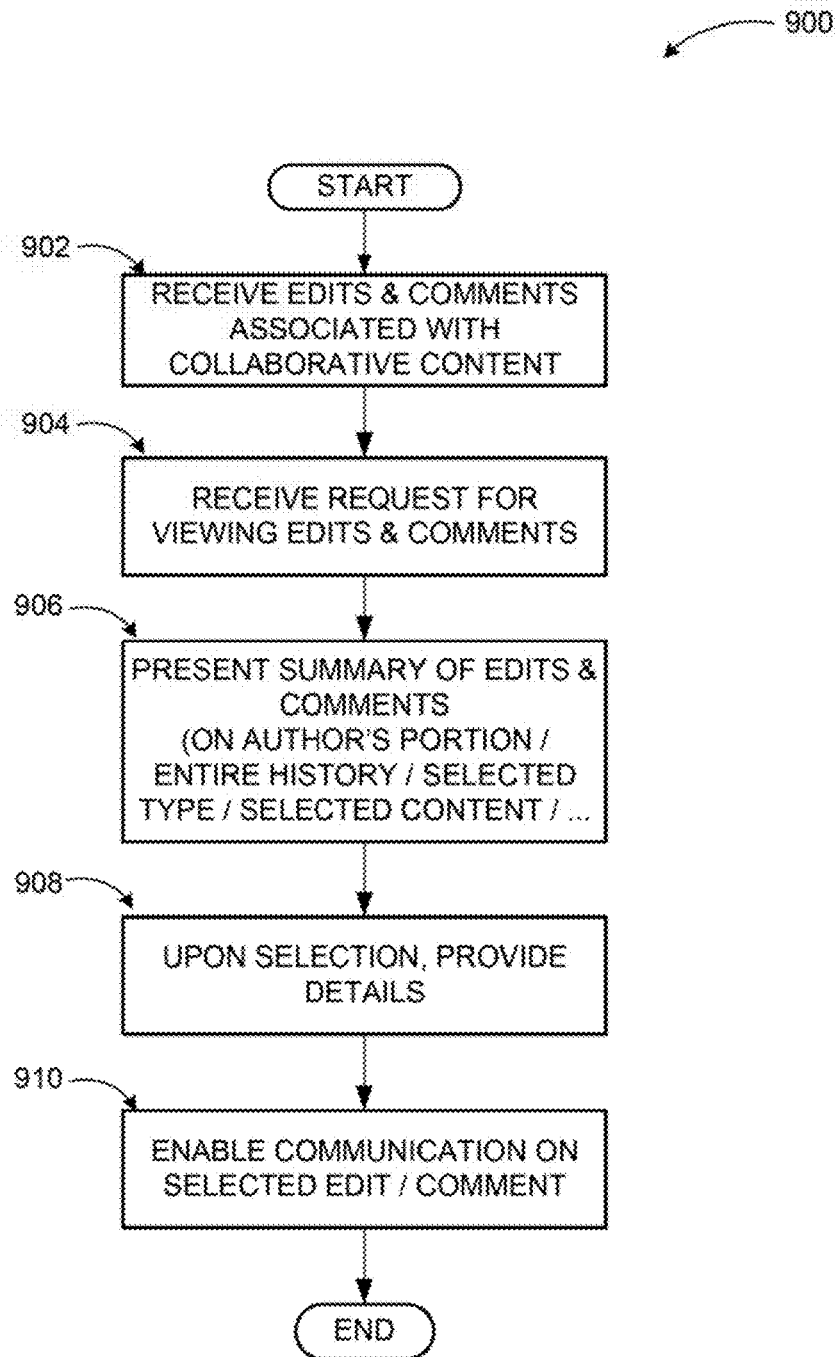 900
START
902
RECEIVE EDITS & COMMENTS
ASSOCIATED WITH
COLLABORATIVE CONTENT
904
RECEIVE REQUEST FOR
VIEWING EDITS & COMMENTS
906
PRESENT SUMMARY OF EDITS &
COMMENTS
(ON AUTHOR'S PORTION /
ENTIRE HISTORY / SELECTED
TYPE / SELECTED CONTENT / ...
908
UPON SELECTION, PROVIDE
DETAILS
910
ENABLE COMMUNICATION ON
SELECTED EDIT / COMMENT
END